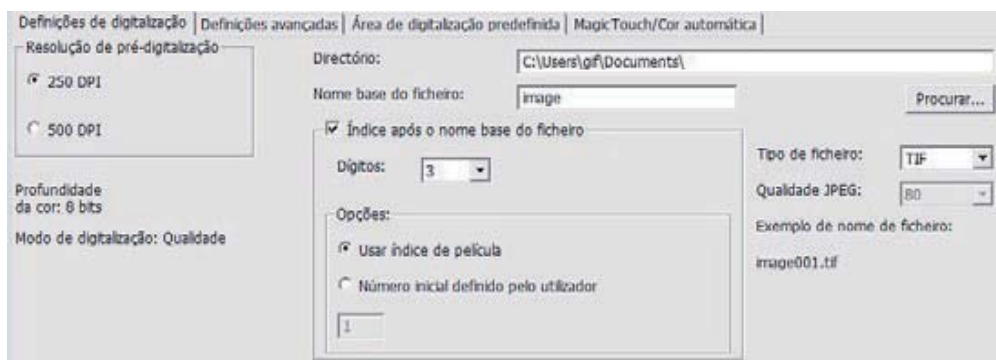 Definições de digitalização Definições avançadas Área de digitalização predefinida MagicTouch/Cor automática
Resolução de pré-digitalização
250 DPI
500 DPI
Profundidade
da cor: 8 bits
Modo de digitalização: Qualidade
Directório: C:\Users\gif\Documents\
Nome base do ficheiro: image
Procurar...
Índice após o nome base do ficheiro
Dígitos: 3
Opções:
Usar índice de película
Número inicial definido pelo utilizador
1
Tipo de ficheiro: TIF
Qualidade JPEG: 80
Exemplo de nome de ficheiro:
image001.tif